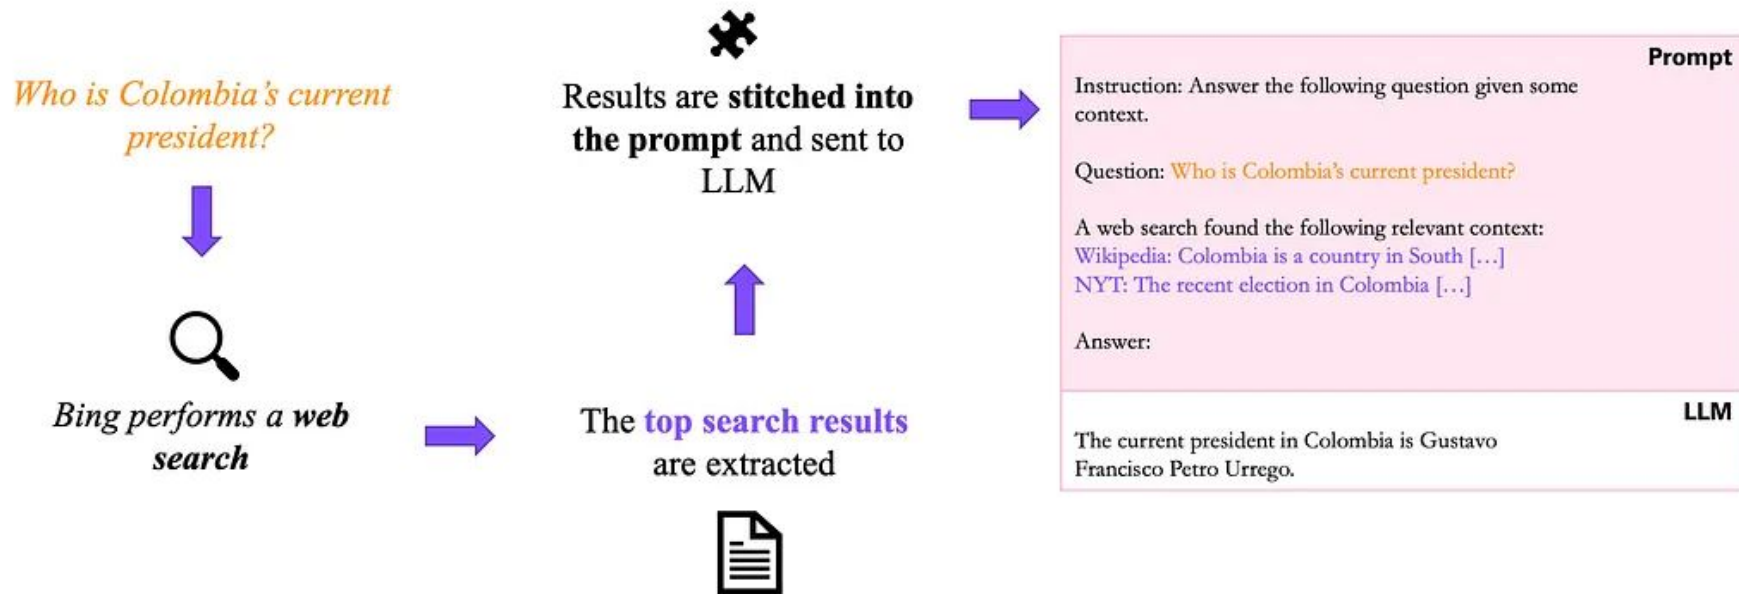 Who is Colombia’s current
president?
Bing performs a web
search
The top search results
are extracted
Results are stitched into
the prompt and sent to
LLM
Prompt
Instruction: Answer the following question given some
context.
Question: Who is Colombia’s current president?
A web search found the following relevant context:
Wikipedia: Colombia is a country in South […]
NYT: The recent election in Colombia […]
Answer:
LLM
The current president in Colombia is Gustavo
Francisco Petro Urrego.